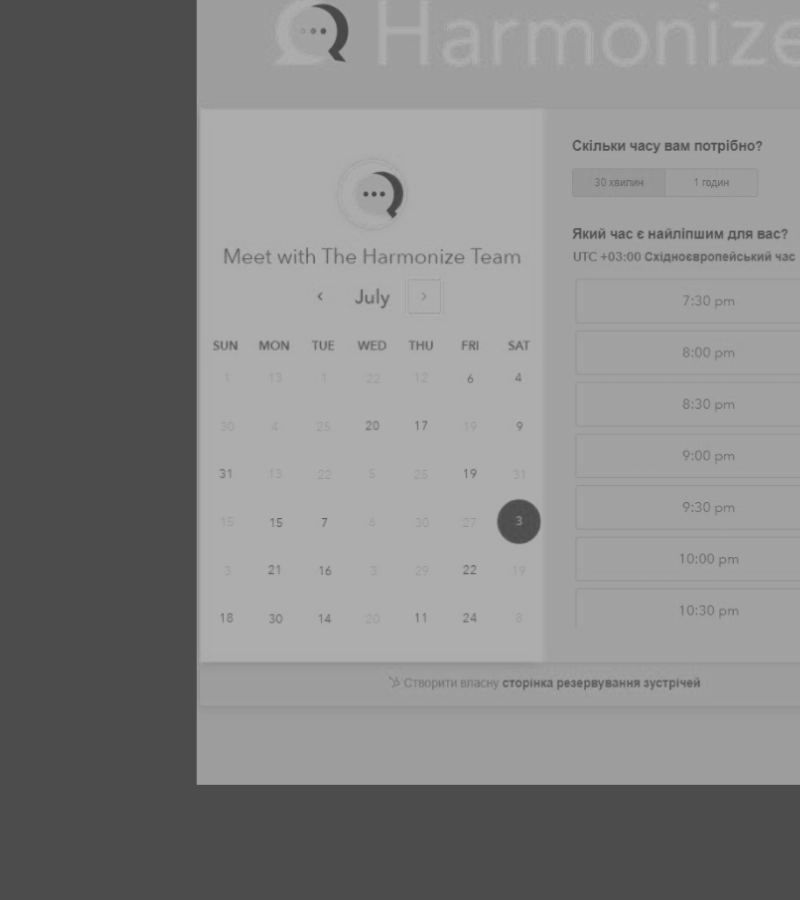 Harmonize
Meet with The Harmonize Team
July
SUN MON TUE WED THU FRI SAT
1 13 1 22 12 6 4
30 4 25 20 17 19 9
31 13 22 5 25 19 31
15 15 7 6 30 27 3
3 21 16 3 29 22 19
18 30 14 20 11 24 8
Скільки часу вам потрібно?
30 хвилин 1 годин
Який час є найліпшим для вас?
UTC +03:00 Східноєвропейський час
7:30 pm
8:00 pm
8:30 pm
9:00 pm
9:30 pm
10:00 pm
10:30 pm
Створити власну сторінка резервування зустрічей